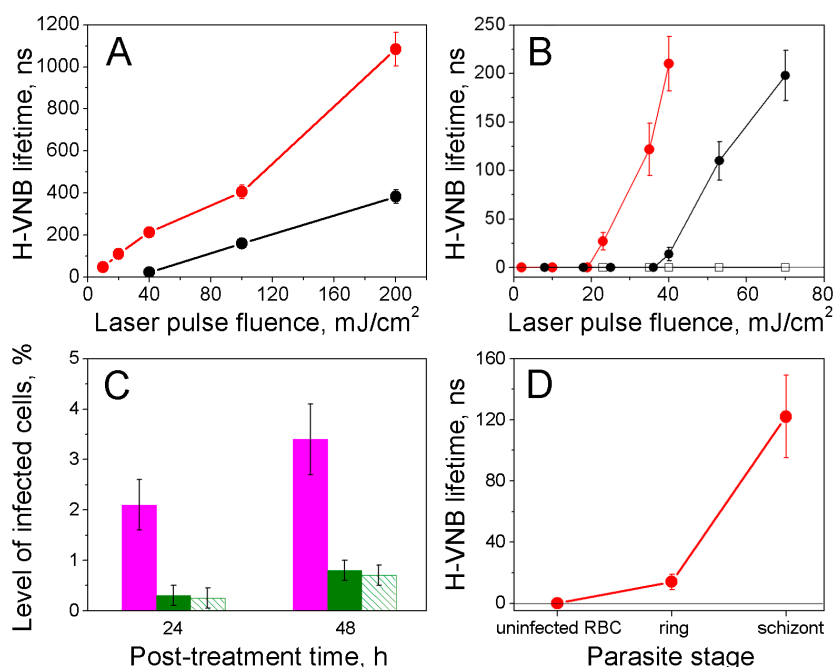 A
H-VNB lifetime, ns
1200
1000
800
600
400
200
0
0 40 80 120 160 200
Laser pulse fluence, mJ/cm²
B
H-VNB lifetime, ns
250
200
150
100
50
0
0 20 40 60 80
Laser pulse fluence, mJ/cm²
C
Level of infected cells, %
5
4
3
2
1
0
24 48
Post-treatment time, h
D
H-VNB lifetime, ns
160
120
80
40
0
uninfected RBC ring schizont
Parasite stage